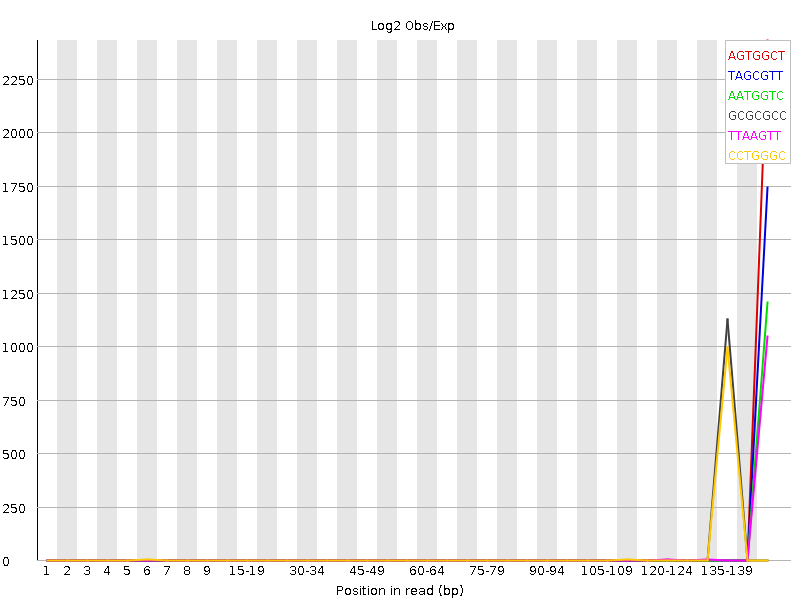 Log2 Obs/Exp
AGTGGCT
TAGCGTT
AATGGTC
GCGCGCC
TTAAGTT
CCTGGGC
2250
2000
1750
1500
1250
1000
750
500
250
0
1 2 3 4 5 6 7 8 9 15-19 30-34 45-49 60-64 75-79 90-94 105-109 120-124 135-139
Position in read (bp)